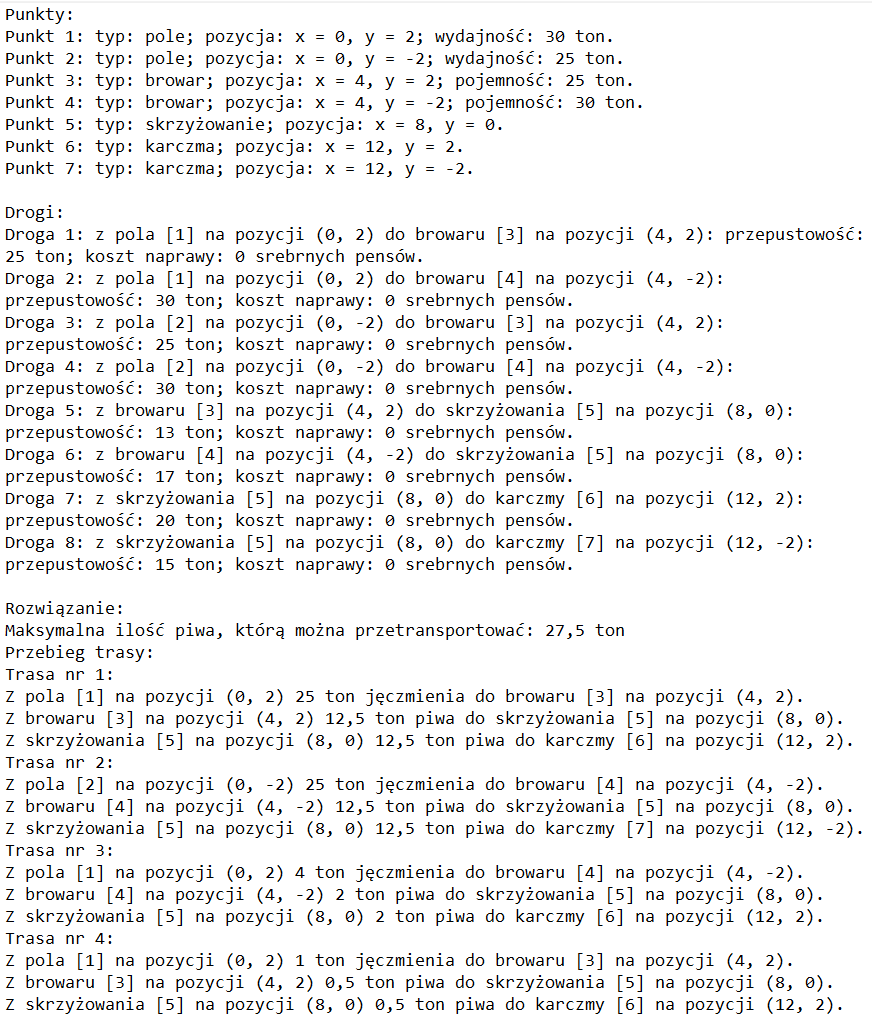 Punkty:
Punkt 1: typ: pole; pozycja: x = 0, y = 2; wydajność: 30 ton.
Punkt 2: typ: pole; pozycja: x = 0, y = -2; wydajność: 25 ton.
Punkt 3: typ: browar; pozycja: x = 4, y = 2; pojemność: 25 ton.
Punkt 4: typ: browar; pozycja: x = 4, y = -2; pojemność: 30 ton.
Punkt 5: typ: skrzyżowanie; pozycja: x = 8, y = 0.
Punkt 6: typ: karczma; pozycja: x = 12, y = 2.
Punkt 7: typ: karczma; pozycja: x = 12, y = -2.

Drogi:
Droga 1: z pola [1] na pozycji (0, 2) do browaru [3] na pozycji (4, 2): przepustowość:
25 ton; koszt naprawy: 0 srebrnych pensów.
Droga 2: z pola [1] na pozycji (0, 2) do browaru [4] na pozycji (4, -2):
przepustowość: 30 ton; koszt naprawy: 0 srebrnych pensów.
Droga 3: z pola [2] na pozycji (0, -2) do browaru [3] na pozycji (4, 2):
przepustowość: 25 ton; koszt naprawy: 0 srebrnych pensów.
Droga 4: z pola [2] na pozycji (0, -2) do browaru [4] na pozycji (4, -2):
przepustowość: 30 ton; koszt naprawy: 0 srebrnych pensów.
Droga 5: z browaru [3] na pozycji (4, 2) do skrzyżowania [5] na pozycji (8, 0):
przepustowość: 13 ton; koszt naprawy: 0 srebrnych pensów.
Droga 6: z browaru [4] na pozycji (4, -2) do skrzyżowania [5] na pozycji (8, 0):
przepustowość: 17 ton; koszt naprawy: 0 srebrnych pensów.
Droga 7: z skrzyżowania [5] na pozycji (8, 0) do karczmy [6] na pozycji (12, 2):
przepustowość: 20 ton; koszt naprawy: 0 srebrnych pensów.
Droga 8: z skrzyżowania [5] na pozycji (8, 0) do karczmy [7] na pozycji (12, -2):
przepustowość: 15 ton; koszt naprawy: 0 srebrnych pensów.

Rozwiązanie:
Maksymalna ilość piwa, którą można przetransportować: 27,5 ton
Przebieg trasy:
Trasa nr 1:
Z pola [1] na pozycji (0, 2) 25 ton jęczmienia do browaru [3] na pozycji (4, 2).
Z browaru [3] na pozycji (4, 2) 12,5 ton piwa do skrzyżowania [5] na pozycji (8, 0).
Z skrzyżowania [5] na pozycji (8, 0) 12,5 ton piwa do karczmy [6] na pozycji (12, 2).
Trasa nr 2:
Z pola [2] na pozycji (0, -2) 25 ton jęczmienia do browaru [4] na pozycji (4, -2).
Z browaru [4] na pozycji (4, -2) 12,5 ton piwa do skrzyżowania [5] na pozycji (8, 0).
Z skrzyżowania [5] na pozycji (8, 0) 12,5 ton piwa do karczmy [7] na pozycji (12, -2).
Trasa nr 3:
Z pola [1] na pozycji (0, 2) 4 ton jęczmienia do browaru [4] na pozycji (4, -2).
Z browaru [4] na pozycji (4, -2) 2 ton piwa do skrzyżowania [5] na pozycji (8, 0).
Z skrzyżowania [5] na pozycji (8, 0) 2 ton piwa do karczmy [6] na pozycji (12, 2).
Trasa nr 4:
Z pola [1] na pozycji (0, 2) 1 ton jęczmienia do browaru [3] na pozycji (4, 2).
Z browaru [3] na pozycji (4, 2) 0,5 ton piwa do skrzyżowania [5] na pozycji (8, 0).
Z skrzyżowania [5] na pozycji (8, 0) 0,5 ton piwa do karczmy [6] na pozycji (12, 2).